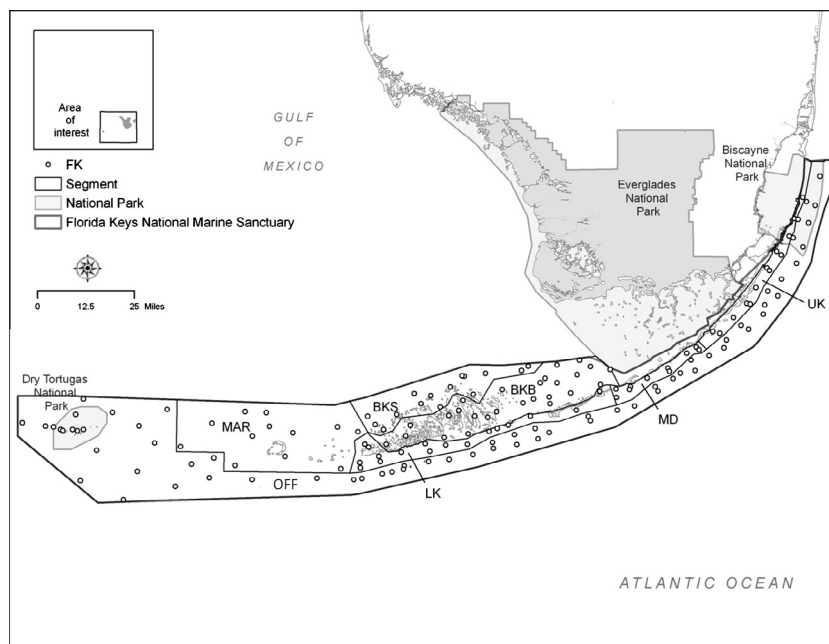 GULF
OF
MEXICO
Area
of
interest
FK
Segment
National Park
Florida Keys National Marine Sanctuary
0 12.5 25 Miles
Biscayne
National
Park
Everglades
National
Park
UK
Dry Tortugas
National
Park
BKS
BKB
MAR
MD
OFF
LK
ATLANTIC OCEAN